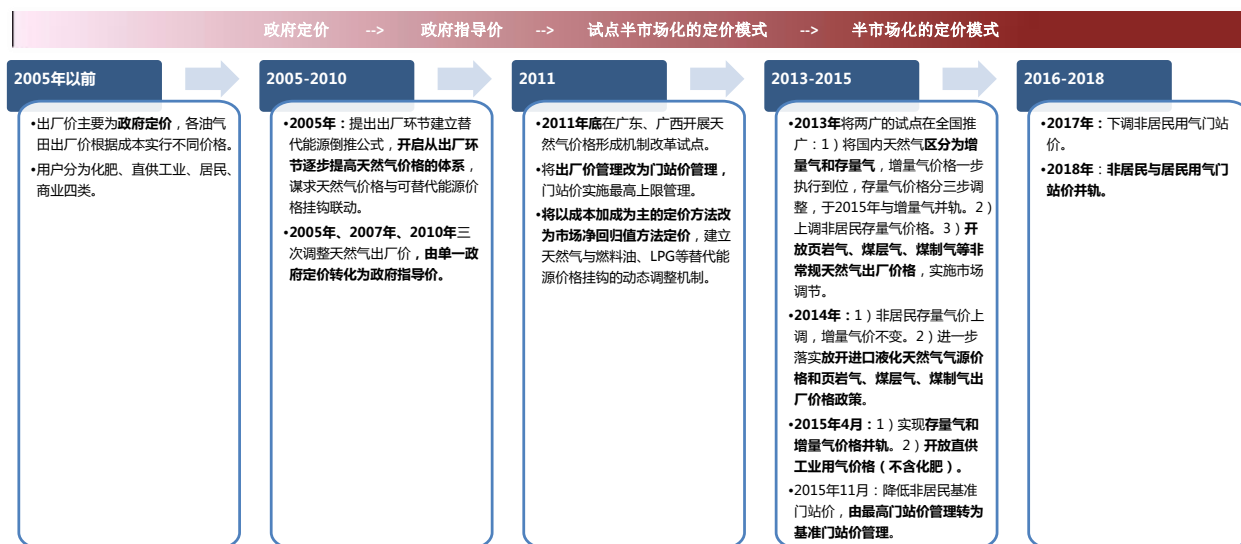 政府定价 --> 政府指导价 --> 试点半市场化的定价模式 --> 半市场化的定价模式
2005年以前
•出厂价主要为政府定价，各油气
田出厂价根据成本实行不同价格。
•用户分为化肥、直供工业、居民、
商业四类。
2005-2010
•2005年：提出出厂环节建立替
代能源倒推公式，开启从出厂环
节逐步提高天然气价格的体系，
谋求天然气价格与可替代能源价
格挂钩联动。
•2005年、2007年、2010年三
次调整天然气出厂价，由单一政
府定价转化为政府指导价。
2011
•2011年底在广东、广西开展天
然气价格形成机制改革试点。
•将出厂价管理改为门站价管理，
门站价实施最高上限管理。
•将以成本加成为主的定价方法改
为市场净回归值方法定价，建立
天然气与燃料油、LPG等替代能
源价格挂钩的动态调整机制。
2013-2015
•2013年将两广的试点在全国推
广：1）将国内天然气区分为增
量气和存量气，增量气价格一步
执行到位，存量气价格分三步调
整，于2015年与增量气并轨。2）
上调非居民存量气价格。3）开
放页岩气、煤层气、煤制气等非
常规天然气出厂价格，实施市场
调节。
•2014年：1）非居民存量气价上
调，增量气价不变。2）进一步
落实放开进口液化天然气气源价
格和页岩气、煤层气、煤制气出
厂价格政策。
•2015年4月：1）实现存量气和
增量气价格并轨。2）开放直供
工业用气价格（不含化肥）。
•2015年11月：降低非居民基准
门站价，由最高门站价管理转为
基准门站价管理。
2016-2018
•2017年：下调非居民用气门站
价。
•2018年：非居民与居民用气门
站价并轨。